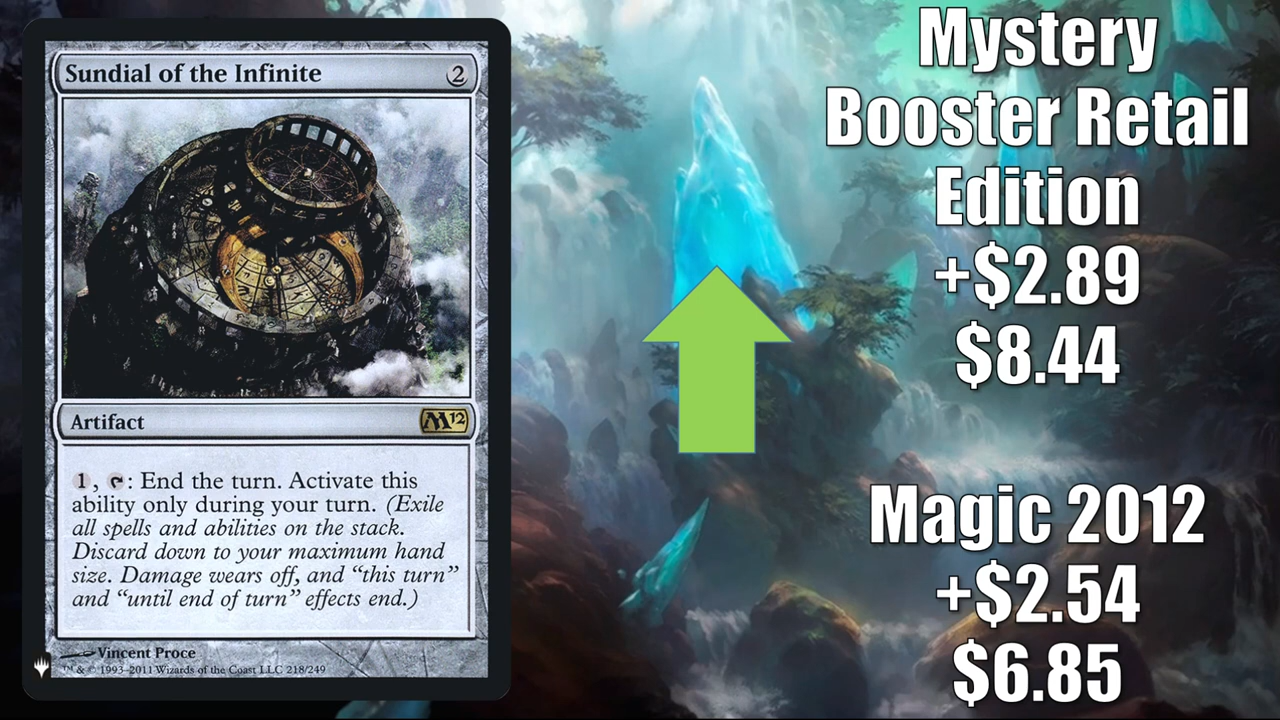 Sundial of the Infinite 2
Artifact M12
1, : End the turn. Activate this
ability only during your turn. (Exile
all spells and abilities on the stack.
Discard down to your maximum hand
size. Damage wears off, and “this turn”
and “until end of turn” effects end.)
Vincent Proce
™ & © 1993–2011 Wizards of the Coast LLC 218/249
Mystery
Booster Retail
Edition
+$2.89
$8.44
Magic 2012
+$2.54
$6.85